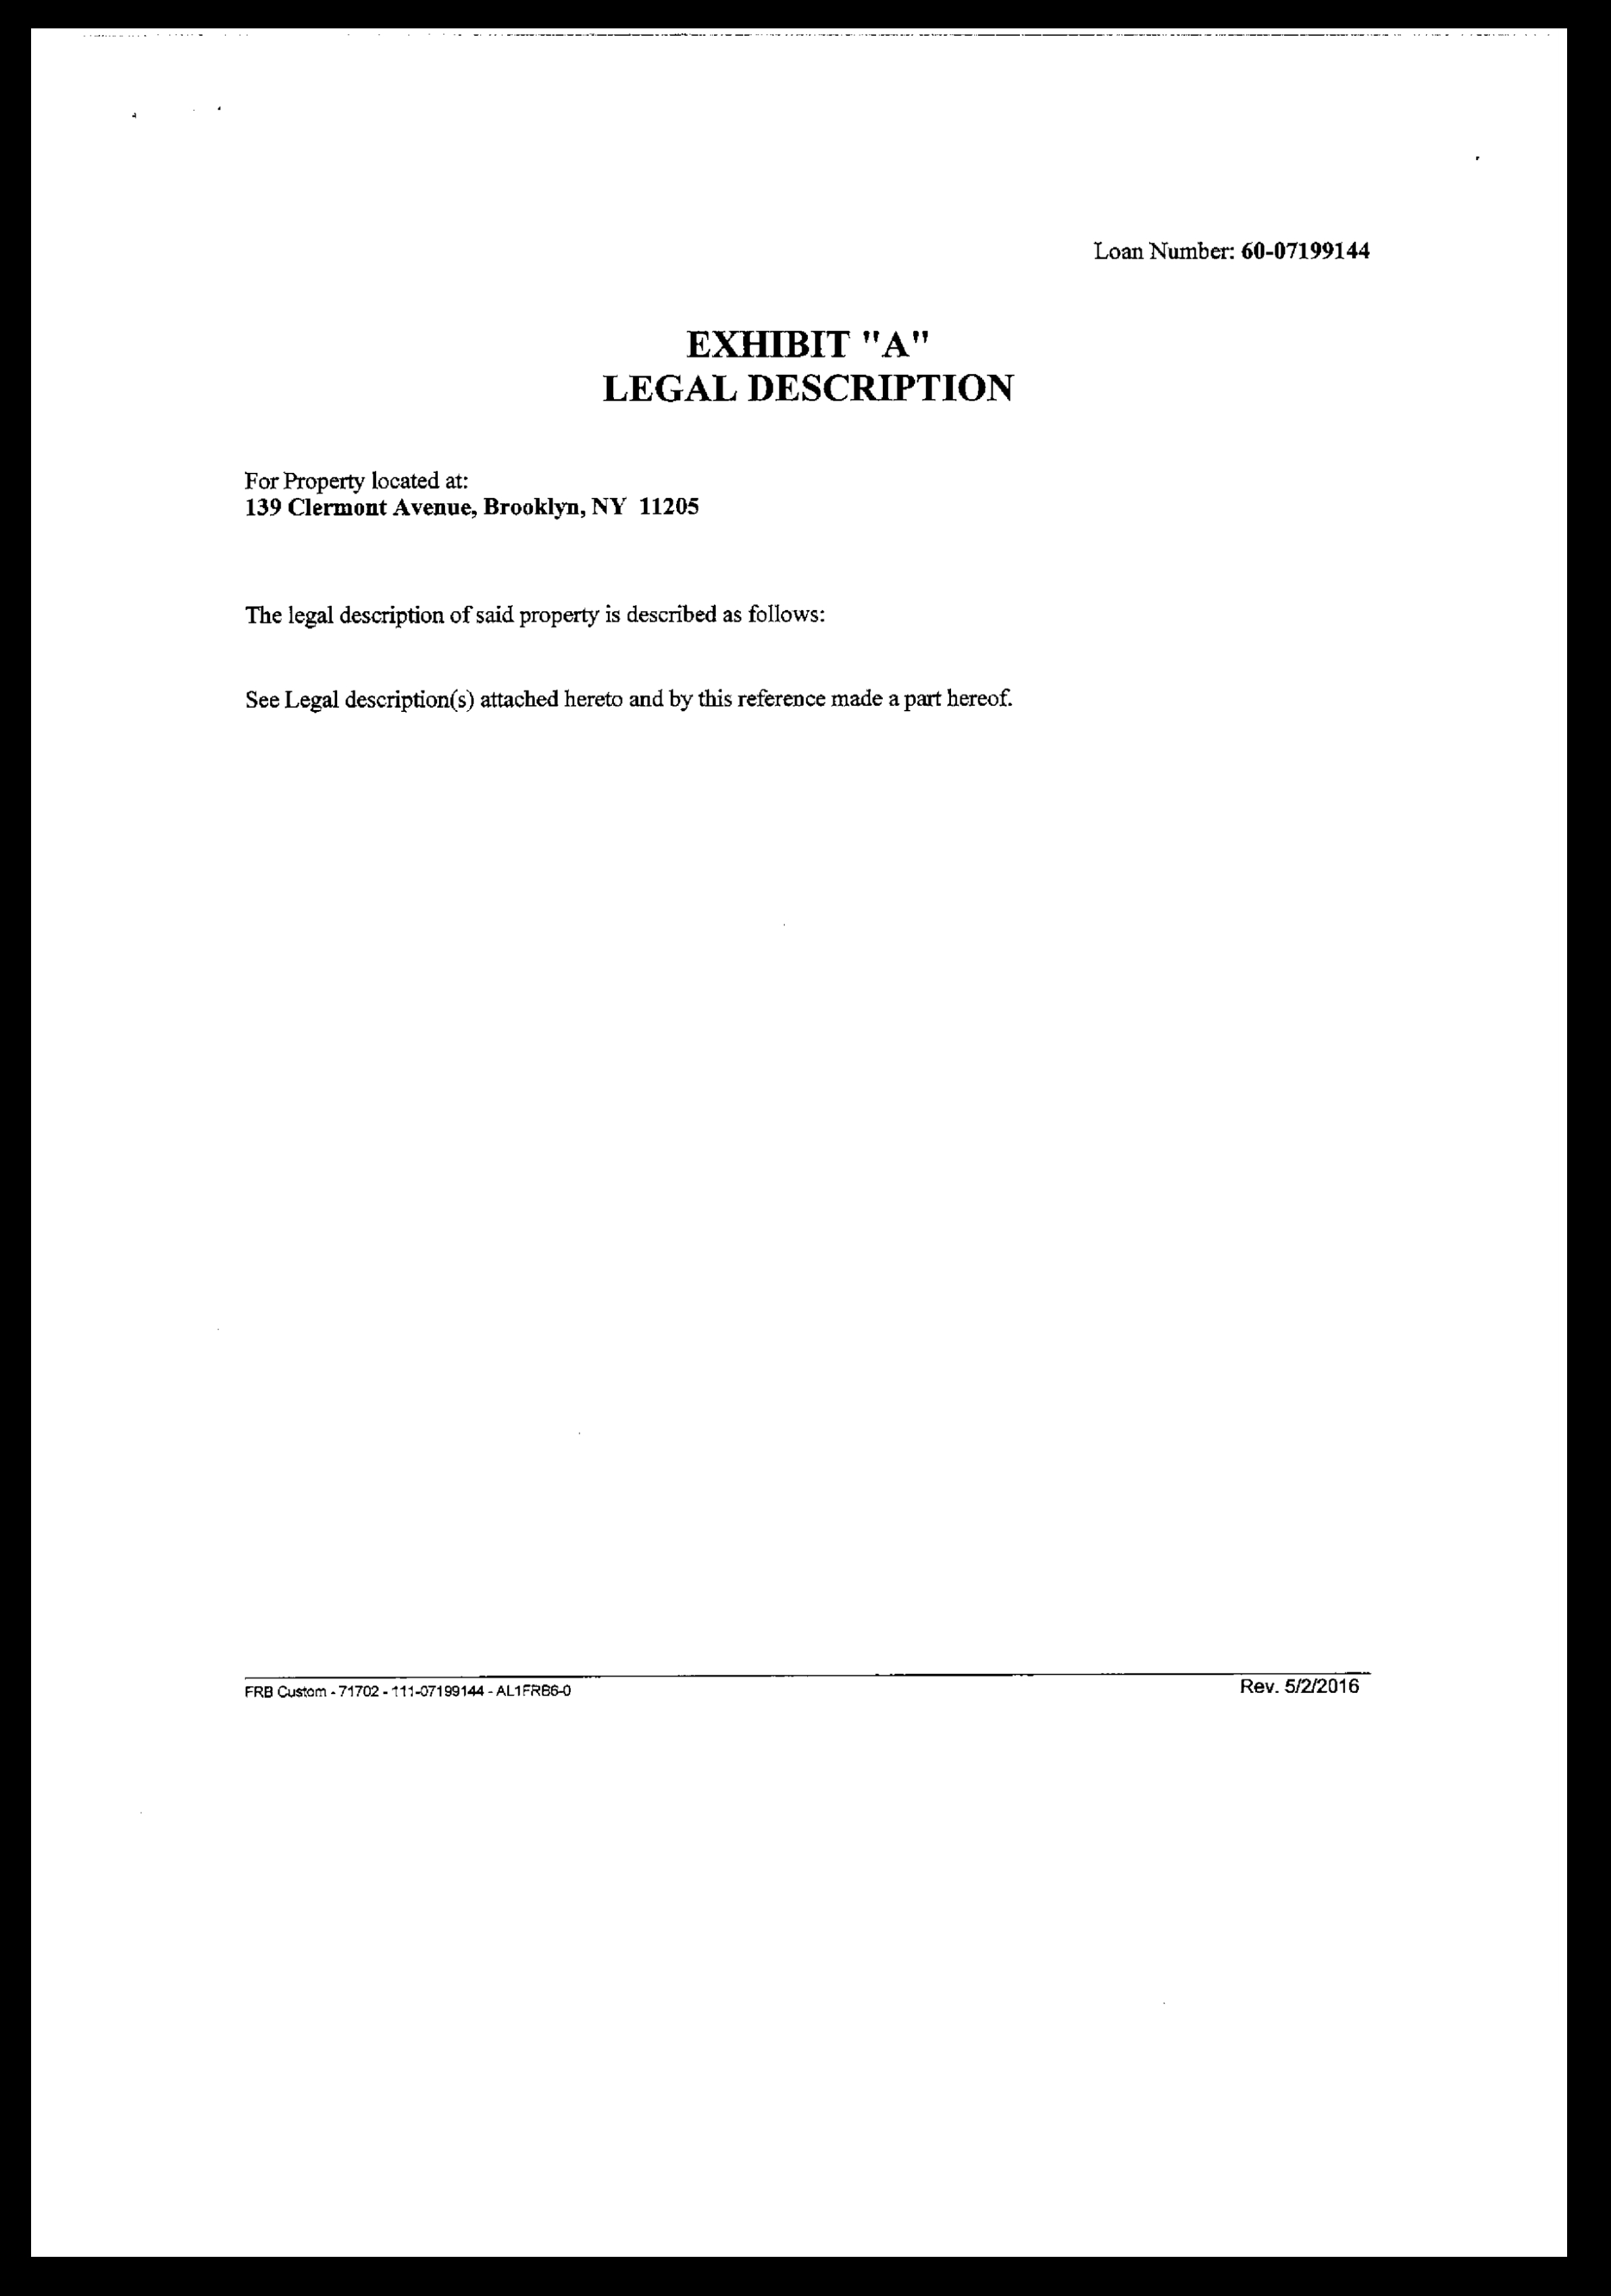 Loan Number: 60-07199144
EXHIBIT "A"
LEGAL DESCRIPTION
For Property located at:
139 Clermont Avenue, Brooklyn, NY 11205
The legal description of said property is described as follows:
See Legal description(s) attached hereto and by this reference made a part hereof.
FRB Custom - 71702 - 111-07199144 - AL1FRB6-0
Rev. 5/2/2016